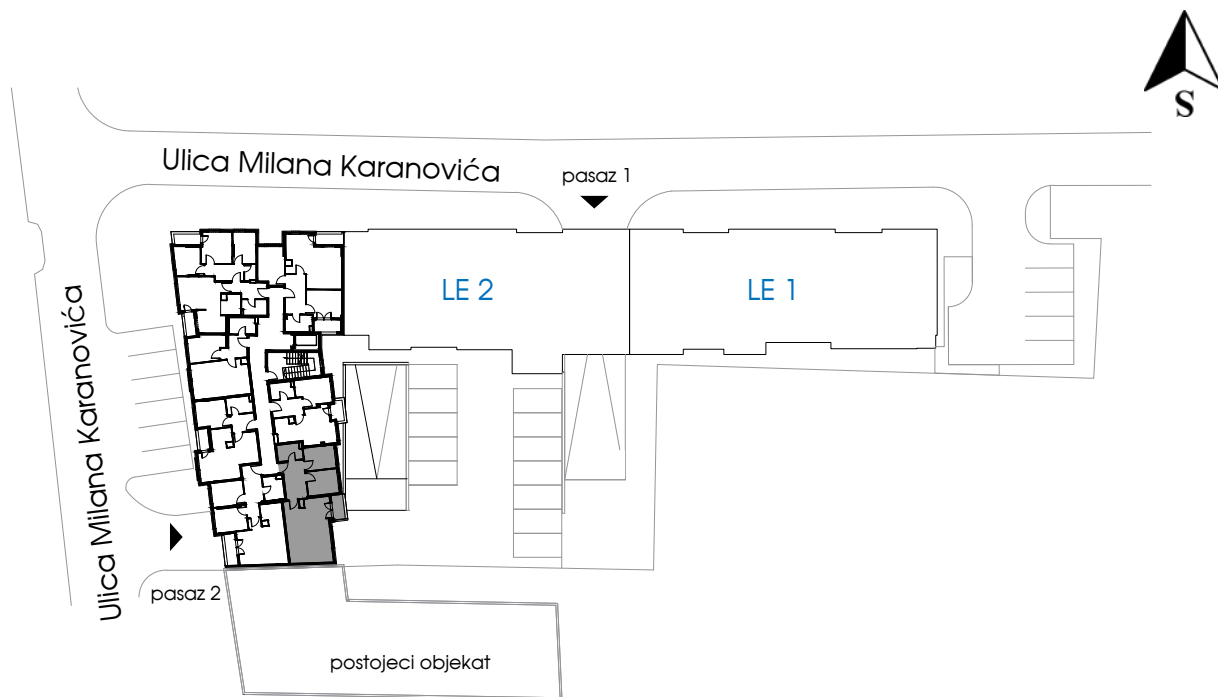 S
Ulica Milana Karanovića
pasaz 1
LE 2
LE 1
Ulica Milana Karanovića
pasaz 2
postojeci objekat